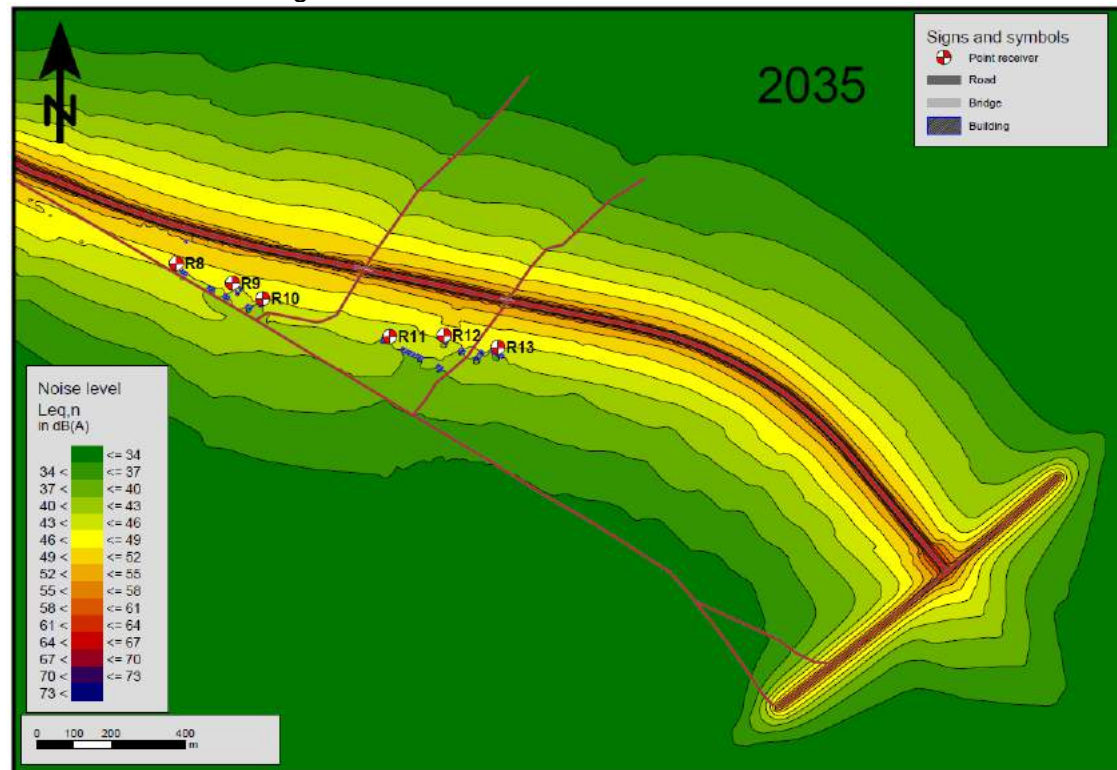 2035
Signs and symbols
Point receiver
Road
Bridge
Building
N
R8
R9
R10
R11
R12
R13
Noise level
Leq,n
in dB(A)
<= 34
34 < <= 37
37 < <= 40
40 < <= 43
43 < <= 46
46 < <= 49
49 < <= 52
52 < <= 55
55 < <= 58
58 < <= 61
61 < <= 64
64 < <= 67
67 < <= 70
70 < <= 73
73 <
0 100 200 400
m